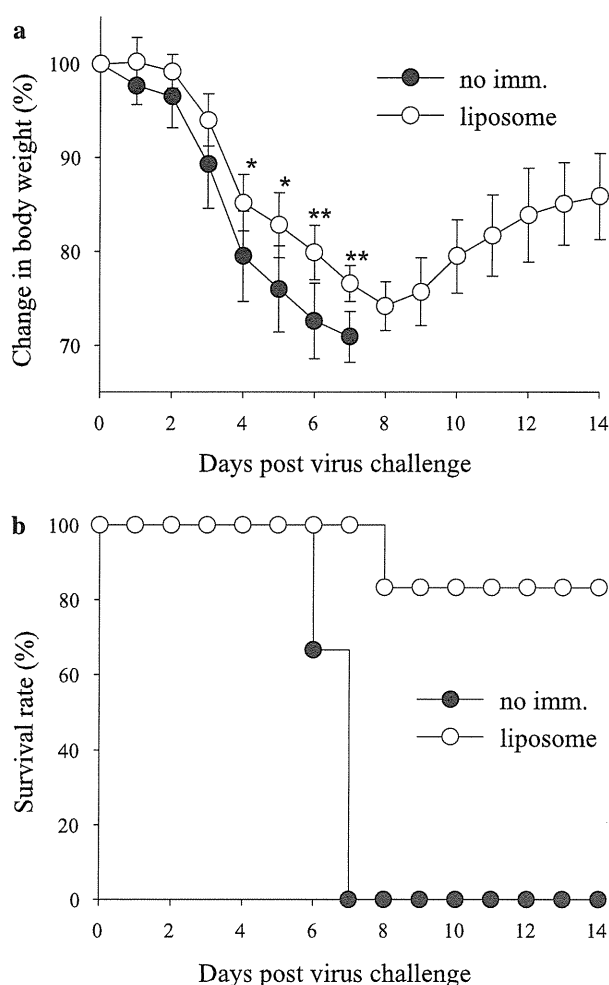 a
Change in body weight (%)
100
90
80
70
no imm.
liposome
*
*
**
**
0 2 4 6 8 10 12 14
Days post virus challenge
b
Survival rate (%)
100
80
60
40
20
0
no imm.
liposome
0 2 4 6 8 10 12 14
Days post virus challenge